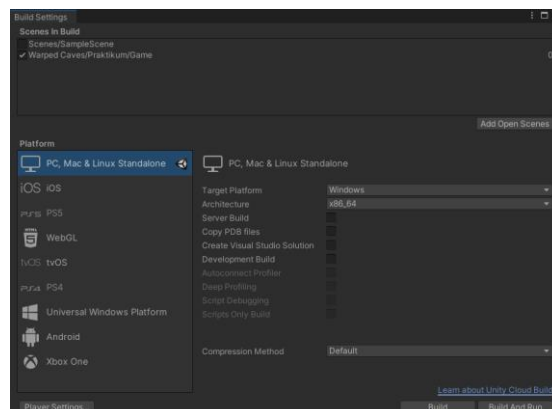 Build Settings
Scenes in Build
Scenes/SampleScene
Warped Caves/Praktikum/Game 0
Add Open Scenes
Platform
PC, Mac & Linux Standalone
iOS iOS
PS5 PS5
HTML 5 WebGL
tvOS tvOS
PS4 PS4
Universal Windows Platform
Android
Xbox One
PC, Mac & Linux Standalone
Target Platform Windows
Architecture x86_64
Server Build
Copy PDB files
Create Visual Studio Solution
Development Build
Autoconnect Profiler
Deep Profiling
Script Debugging
Scripts Only Build
Compression Method Default
Learn about Unity Cloud Build
Player Settings...
Build
Build And Run